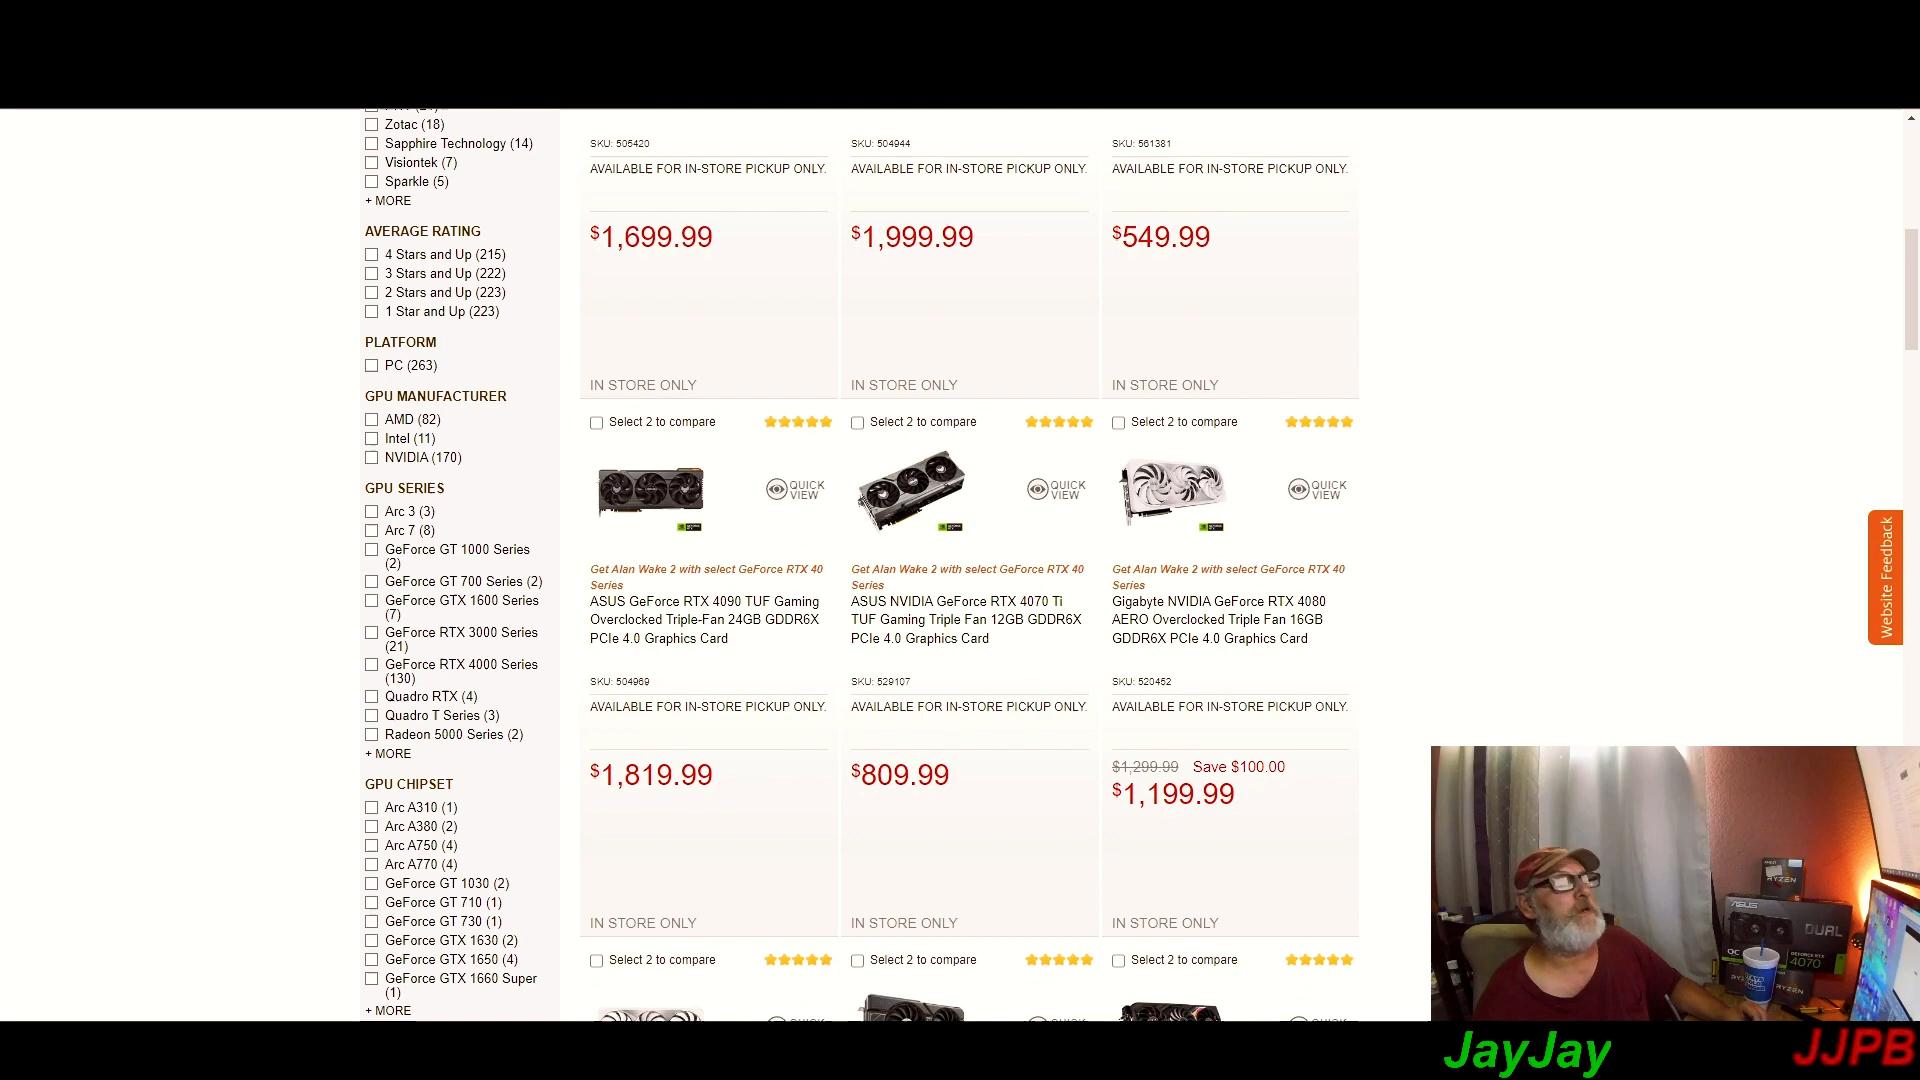 Zotac (18)
Sapphire Technology (14)
Visiontek (7)
Sparkle (5)
+ MORE
AVERAGE RATING
4 Stars and Up (215)
3 Stars and Up (222)
2 Stars and Up (223)
1 Star and Up (223)
PLATFORM
PC (263)
GPU MANUFACTURER
AMD (82)
Intel (11)
NVIDIA (170)
GPU SERIES
Arc 3 (3)
Arc 7 (8)
GeForce GT 1000 Series
(2)
GeForce GT 700 Series (2)
GeForce GTX 1600 Series
(7)
GeForce RTX 3000 Series
(21)
GeForce RTX 4000 Series
(130)
Quadro RTX (4)
Quadro T Series (3)
Radeon 5000 Series (2)
+ MORE
GPU CHIPSET
Arc A310 (1)
Arc A380 (2)
Arc A750 (4)
Arc A770 (4)
GeForce GT 1030 (2)
GeForce GT 710 (1)
GeForce GT 730 (1)
GeForce GTX 1630 (2)
GeForce GTX 1650 (4)
GeForce GTX 1660 Super
(1)
+ MORE
SKU: 505420
AVAILABLE FOR IN-STORE PICKUP ONLY.
$1,699.99
IN STORE ONLY
SKU: 504944
AVAILABLE FOR IN-STORE PICKUP ONLY.
$1,999.99
IN STORE ONLY
SKU: 561381
AVAILABLE FOR IN-STORE PICKUP ONLY.
$549.99
IN STORE ONLY
Select 2 to compare
QUICK
VIEW
Get Alan Wake 2 with select GeForce RTX 40
Series
ASUS GeForce RTX 4090 TUF Gaming
Overclocked Triple-Fan 24GB GDDR6X
PCIe 4.0 Graphics Card
SKU: 504969
AVAILABLE FOR IN-STORE PICKUP ONLY.
$1,819.99
IN STORE ONLY
Select 2 to compare
QUICK
VIEW
Get Alan Wake 2 with select GeForce RTX 40
Series
ASUS NVIDIA GeForce RTX 4070 Ti
TUF Gaming Triple Fan 12GB GDDR6X
PCIe 4.0 Graphics Card
SKU: 529107
AVAILABLE FOR IN-STORE PICKUP ONLY.
$809.99
IN STORE ONLY
Select 2 to compare
QUICK
VIEW
Get Alan Wake 2 with select GeForce RTX 40
Series
Gigabyte NVIDIA GeForce RTX 4080
AERO Overclocked Triple Fan 16GB
GDDR6X PCIe 4.0 Graphics Card
SKU: 520452
AVAILABLE FOR IN-STORE PICKUP ONLY.
$1,299.99 Save $100.00
$1,199.99
IN STORE ONLY
Select 2 to compare
Select 2 to compare
Select 2 to compare
Website Feedback
RYZEN
ASUS
DUAL
OC
GEFORCE RTX
4070
RYZEN
JayJay
JJPB